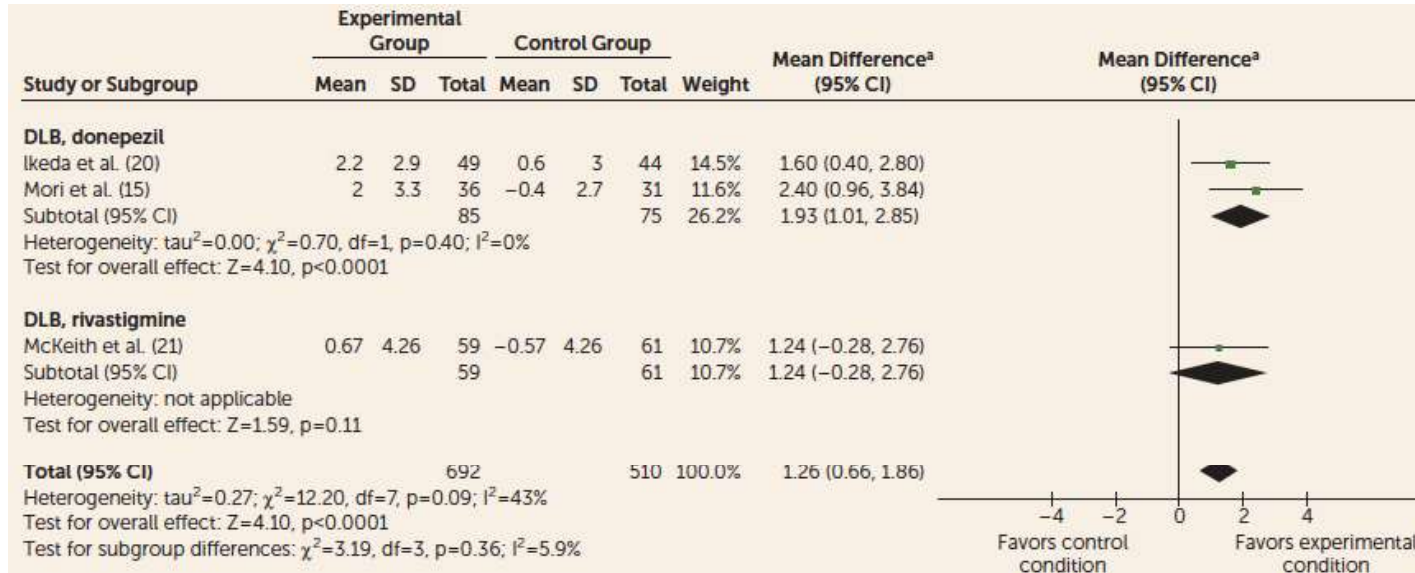 Experimental
Group Control Group
Mean Differenceᵃ Mean Differenceᵃ
Study or Subgroup Mean SD Total Mean SD Total Weight (95% CI) (95% CI)
DLB, donepezil
Ikeda et al. (20) 2.2 2.9 49 0.6 3 44 14.5% 1.60 (0.40, 2.80)
Mori et al. (15) 2 3.3 36 −0.4 2.7 31 11.6% 2.40 (0.96, 3.84)
Subtotal (95% CI) 85 75 26.2% 1.93 (1.01, 2.85)
Heterogeneity: tau²=0.00; χ²=0.70, df=1, p=0.40; I²=0%
Test for overall effect: Z=4.10, p<0.0001
DLB, rivastigmine
McKeith et al. (21) 0.67 4.26 59 −0.57 4.26 61 10.7% 1.24 (−0.28, 2.76)
Subtotal (95% CI) 59 61 10.7% 1.24 (−0.28, 2.76)
Heterogeneity: not applicable
Test for overall effect: Z=1.59, p=0.11
Total (95% CI) 692 510 100.0% 1.26 (0.66, 1.86)
Heterogeneity: tau²=0.27; χ²=12.20, df=7, p=0.09; I²=43%
Test for overall effect: Z=4.10, p<0.0001
Test for subgroup differences: χ²=3.19, df=3, p=0.36; I²=5.9%
−4 −2 0 2 4
Favors control Favors experimental
condition condition